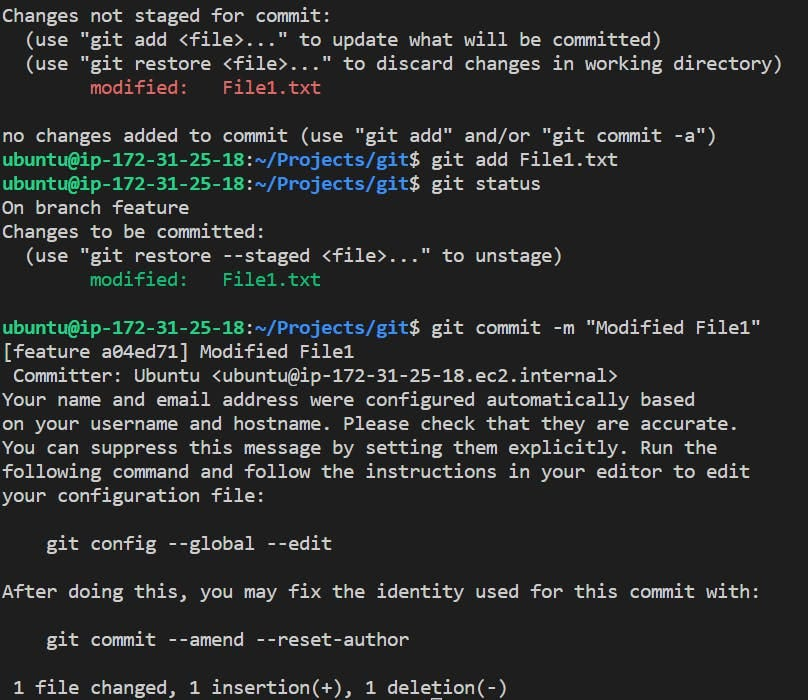 Changes not staged for commit:
  (use "git add <file>..." to update what will be committed)
  (use "git restore <file>..." to discard changes in working directory)
        modified:   File1.txt

no changes added to commit (use "git add" and/or "git commit -a")
ubuntu@ip-172-31-25-18:~/Projects/git$ git add File1.txt
ubuntu@ip-172-31-25-18:~/Projects/git$ git status
On branch feature
Changes to be committed:
  (use "git restore --staged <file>..." to unstage)
        modified:   File1.txt

ubuntu@ip-172-31-25-18:~/Projects/git$ git commit -m "Modified File1"
[feature a04ed71] Modified File1
 Committer: Ubuntu <ubuntu@ip-172-31-25-18.ec2.internal>
Your name and email address were configured automatically based
on your username and hostname. Please check that they are accurate.
You can suppress this message by setting them explicitly. Run the
following command and follow the instructions in your editor to edit
your configuration file:

    git config --global --edit

After doing this, you may fix the identity used for this commit with:

    git commit --amend --reset-author

 1 file changed, 1 insertion(+), 1 deletion(-)